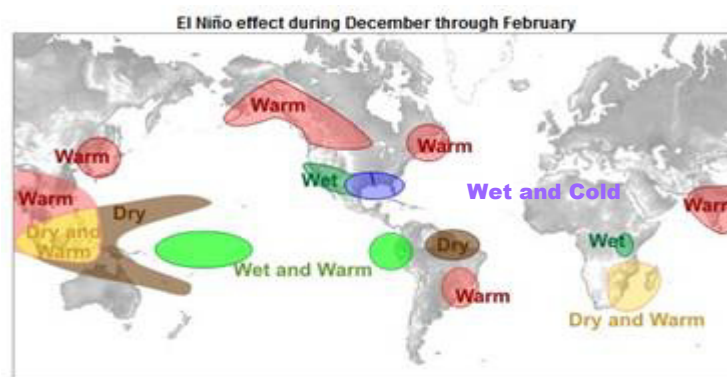 El Niño effect during December through February
Warm
Warm
Warm
Warm
Wet
Wet and Cold
Warm
Dry
Dry and
Warm
Wet and Warm
Dry
Wet
Warm
Dry and Warm